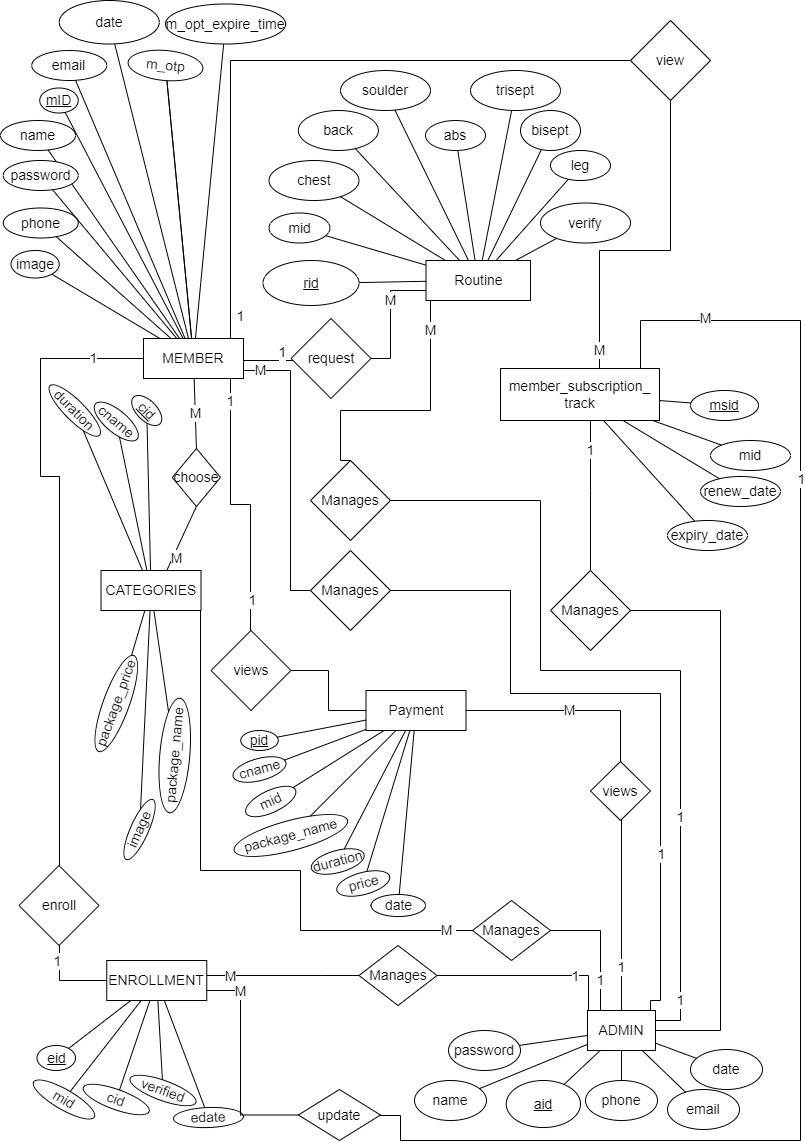 date
m_opt_expire_time
email
m_otp
view
mID
soulder
trisept
name
back
abs
bisept
password
chest
leg
phone
mid
verify
image
rid
Routine
M
1
M
M
MEMBER
1
request
1
M
M
1
member_subscription_
track
msid
duration
cname
cid
M
1
mid
choose
1
renew_date
Manages
1
expiry_date
M
CATEGORIES
Manages
1
Manages
views
package_price
package_name
image
Payment
M
pid
cname
mid
package_name
duration
price
date
views
1
1
enroll
M
Manages
1
ENROLLMENT
M
M
Manages
1
1
1
1
ADMIN
eid
mid
cid
verified
edate
update
password
name
aid
phone
email
date